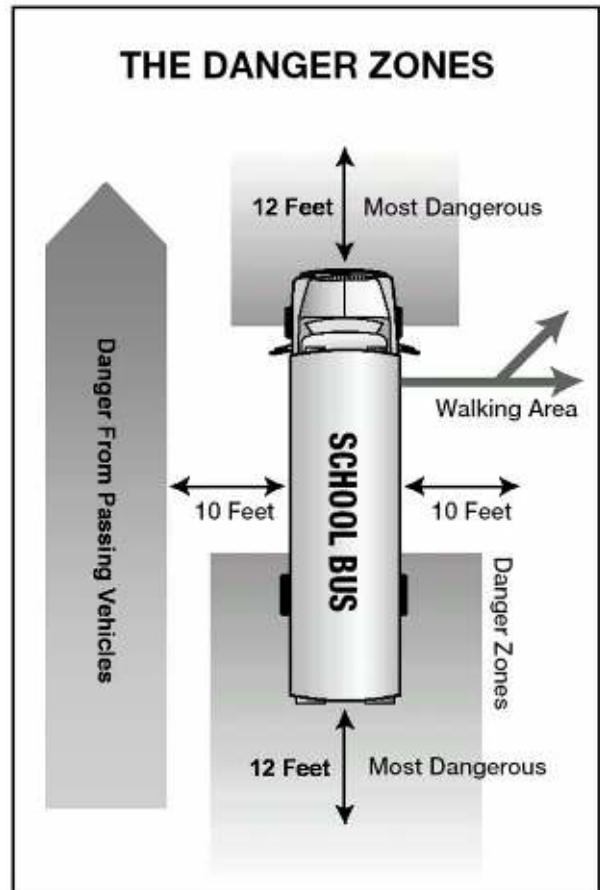 THE DANGER ZONES
12 Feet
Most Dangerous
Danger From Passing Vehicles
Walking Area
SCHOOL BUS
10 Feet
10 Feet
Danger Zones
12 Feet
Most Dangerous